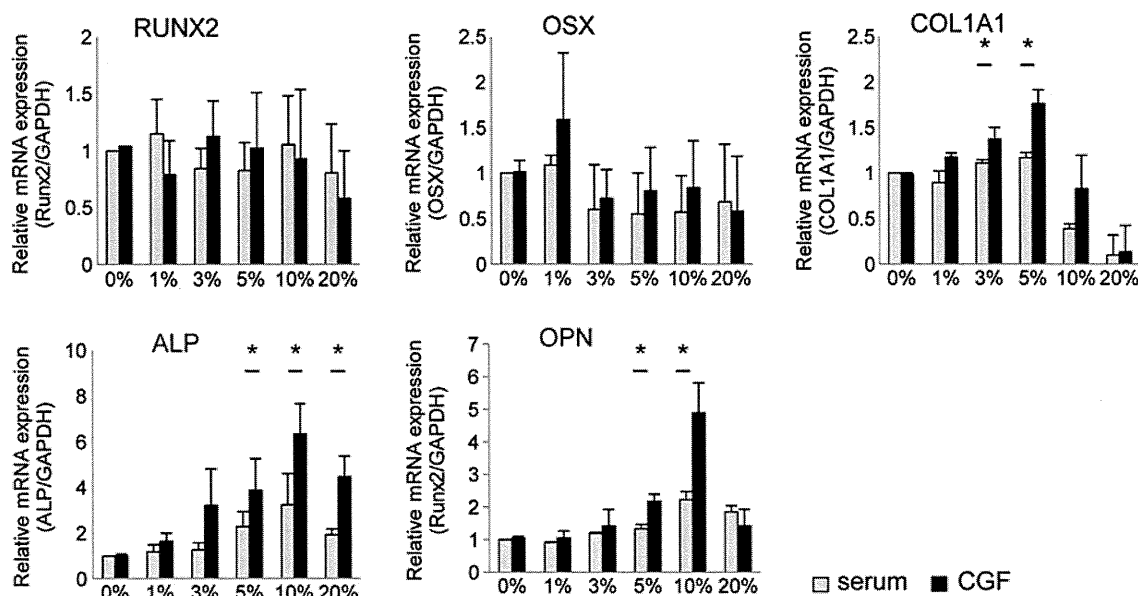 RUNX2
Relative mRNA expression
(Runx2/GAPDH)
2
1.5
1
0.5
0
0% 1% 3% 5% 10% 20%
OSX
Relative mRNA expression
(OSX/GAPDH)
2.5
2
1.5
1
0.5
0
0% 1% 3% 5% 10% 20%
COL1A1
Relative mRNA expression
(COL1A1/GAPDH)
2.5
2
1.5
1
0.5
0
* *
0% 1% 3% 5% 10% 20%
ALP
Relative mRNA expression
(ALP/GAPDH)
10
8
6
4
2
0
* * *
0% 1% 3% 5% 10% 20%
OPN
Relative mRNA expression
(Runx2/GAPDH)
7
6
5
4
3
2
1
0
* *
0% 1% 3% 5% 10% 20%
serum CGF